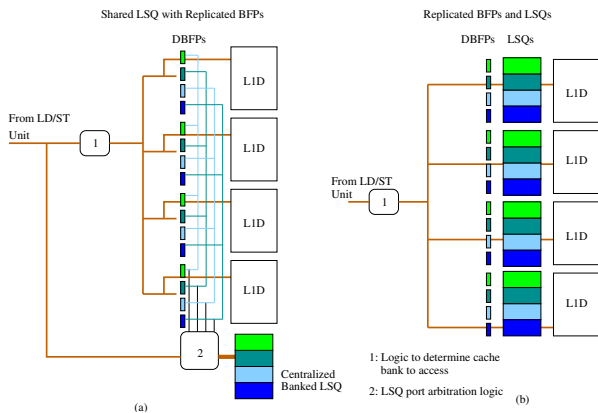 Shared LSQ with Replicated BFPs
DBFPs
L1D
From LD/ST
Unit
1
L1D
L1D
L1D
2
Centralized
Banked LSQ
(a)
Replicated BFPs and LSQs
DBFPs
LSQs
L1D
L1D
From LD/ST
Unit
1
L1D
L1D
1: Logic to determine cache
bank to access
2: LSQ port arbitration logic
(b)